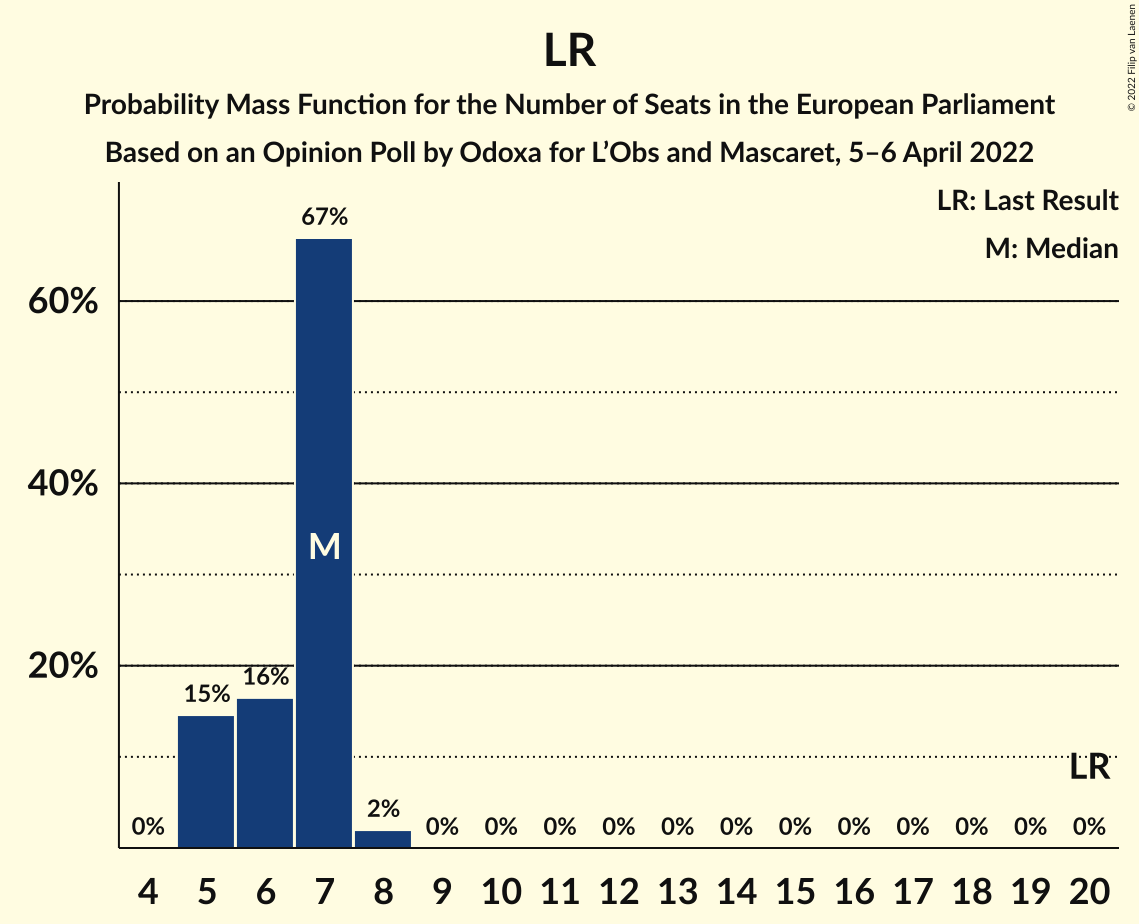 LR
Probability Mass Function for the Number of Seats in the European Parliament
Based on an Opinion Poll by Odoxa for L’Obs and Mascaret, 5–6 April 2022
© 2022 Filip van Laenen
LR: Last Result
M: Median
67%
60%
40%
M
20%
15%
16%
LR
0%
2%
0% 0% 0% 0% 0% 0% 0% 0% 0% 0% 0% 0%
4 5 6 7 8 9 10 11 12 13 14 15 16 17 18 19 20